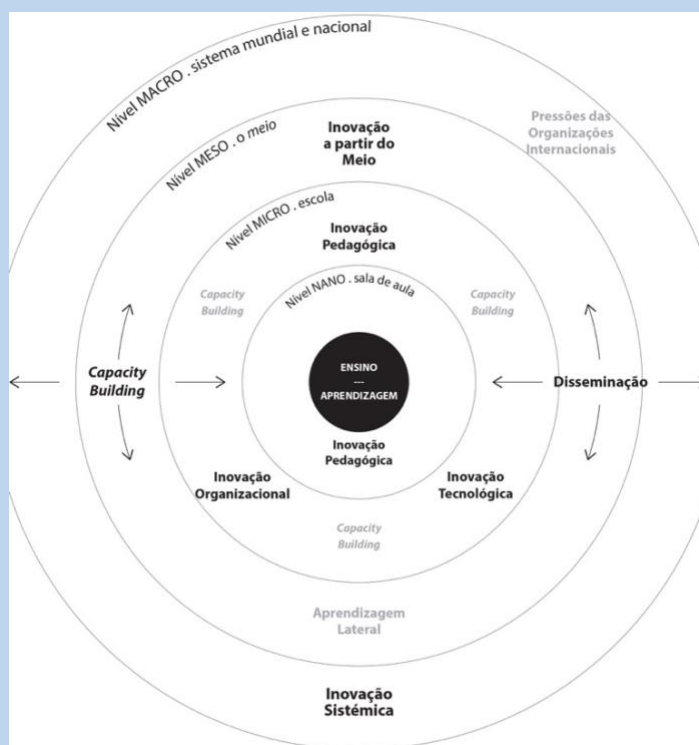 Nível MACRO . sistema mundial e nacional
Pressões das
Organizações
Internacionais
Nível MESO . o meio
Inovação
a partir do
Meio
Nível MICRO . escola
Inovação
Pedagógica
Nível NANO . sala de aula
Capacity
Building
Capacity
Building
Capacity
Building
ENSINO
---
APRENDIZAGEM
Disseminação
Inovação
Pedagógica
Inovação
Organizacional
Inovação
Tecnológica
Capacity
Building
Aprendizagem
Lateral
Inovação
Sistémica